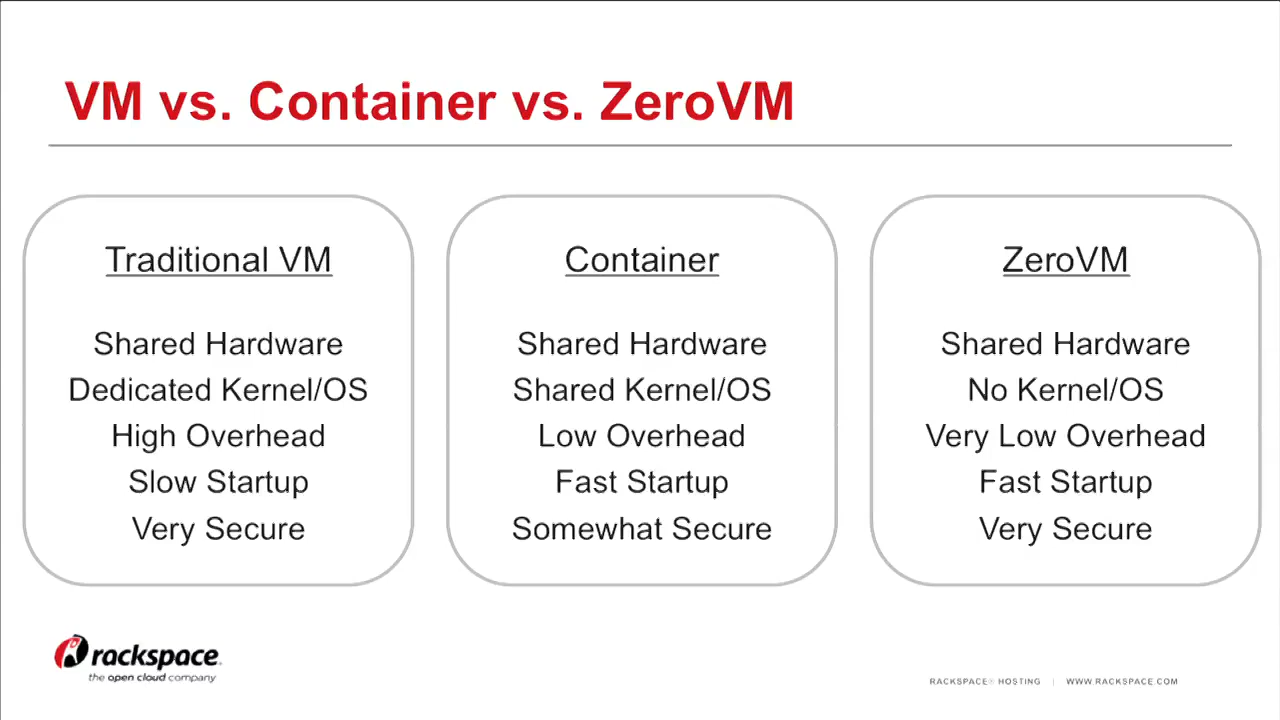 VM vs. Container vs. ZeroVM
Traditional VM
Shared Hardware
Dedicated Kernel/OS
High Overhead
Slow Startup
Very Secure
Container
Shared Hardware
Shared Kernel/OS
Low Overhead
Fast Startup
Somewhat Secure
ZeroVM
Shared Hardware
No Kernel/OS
Very Low Overhead
Fast Startup
Very Secure
rackspace.
the open cloud company
RACKSPACE® HOSTING | WWW.RACKSPACE.COM